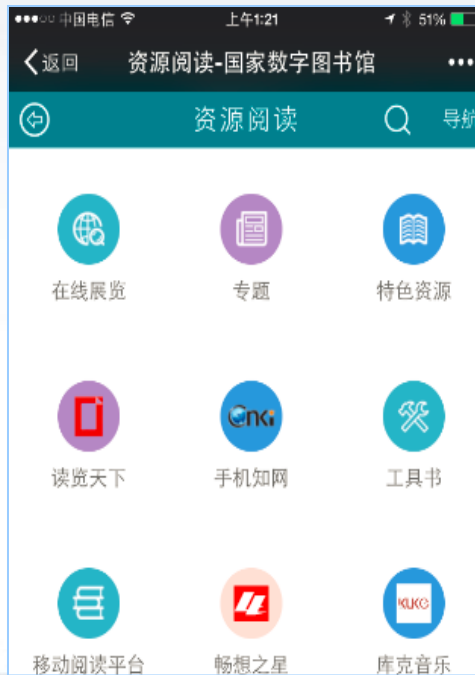 中国电信 上午1:21 51%
返回 资源阅读-国家数字图书馆
资源阅读 导航
在线展览 专题 特色资源
CNKI
读览天下 手机知网 工具书
KUKE
移动阅读平台 畅想之星 库克音乐